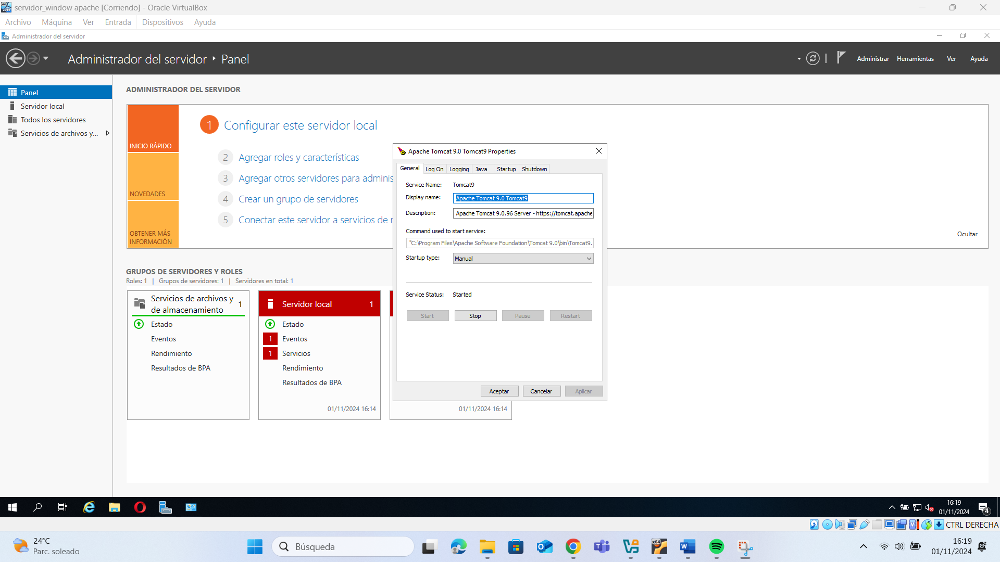 servidor_window apache [Corriendo] - Oracle VirtualBox
Archivo Máquina Ver Entrada Dispositivos Ayuda
Administrador del servidor
Administrador del servidor ‣ Panel
Administrar Herramientas Ver Ayuda
Panel
Servidor local
Todos los servidores
Servicios de archivos y...
ADMINISTRADOR DEL SERVIDOR
INICIO RÁPIDO
NOVEDADES
OBTENER MÁS
INFORMACIÓN
1 Configurar este servidor local
2 Agregar roles y características
3 Agregar otros servidores para adminis
4 Crear un grupo de servidores
5 Conectar este servidor a servicios de
Ocultar
Apache Tomcat 9.0 Tomcat9 Properties
General Log On Logging Java Startup Shutdown
Service Name: Tomcat9
Display name: Apache Tomcat 9.0 Tomcat9
Description: Apache Tomcat 9.0.96 Server - https://tomcat.apache
Command used to start service:
"C:\Program Files\Apache Software Foundation\Tomcat 9.0\bin\Tomcat9.
Startup type: Manual
Service Status: Started
Start Stop Pause Restart
Aceptar Cancelar Aplicar
GRUPOS DE SERVIDORES Y ROLES
Roles: 1 | Grupos de servidores: 1 | Servidores en total: 1
Servicios de archivos y
de almacenamiento
1
Estado
Eventos
Rendimiento
Resultados de BPA
Servidor local 1
Estado
1 Eventos
1 Servicios
Rendimiento
Resultados de BPA
01/11/2024 16:14
01/11/2024 16:14
16:19
01/11/2024
4
CTRL DERECHA
24°C
Parc. soleado
Búsqueda
16:19
01/11/2024